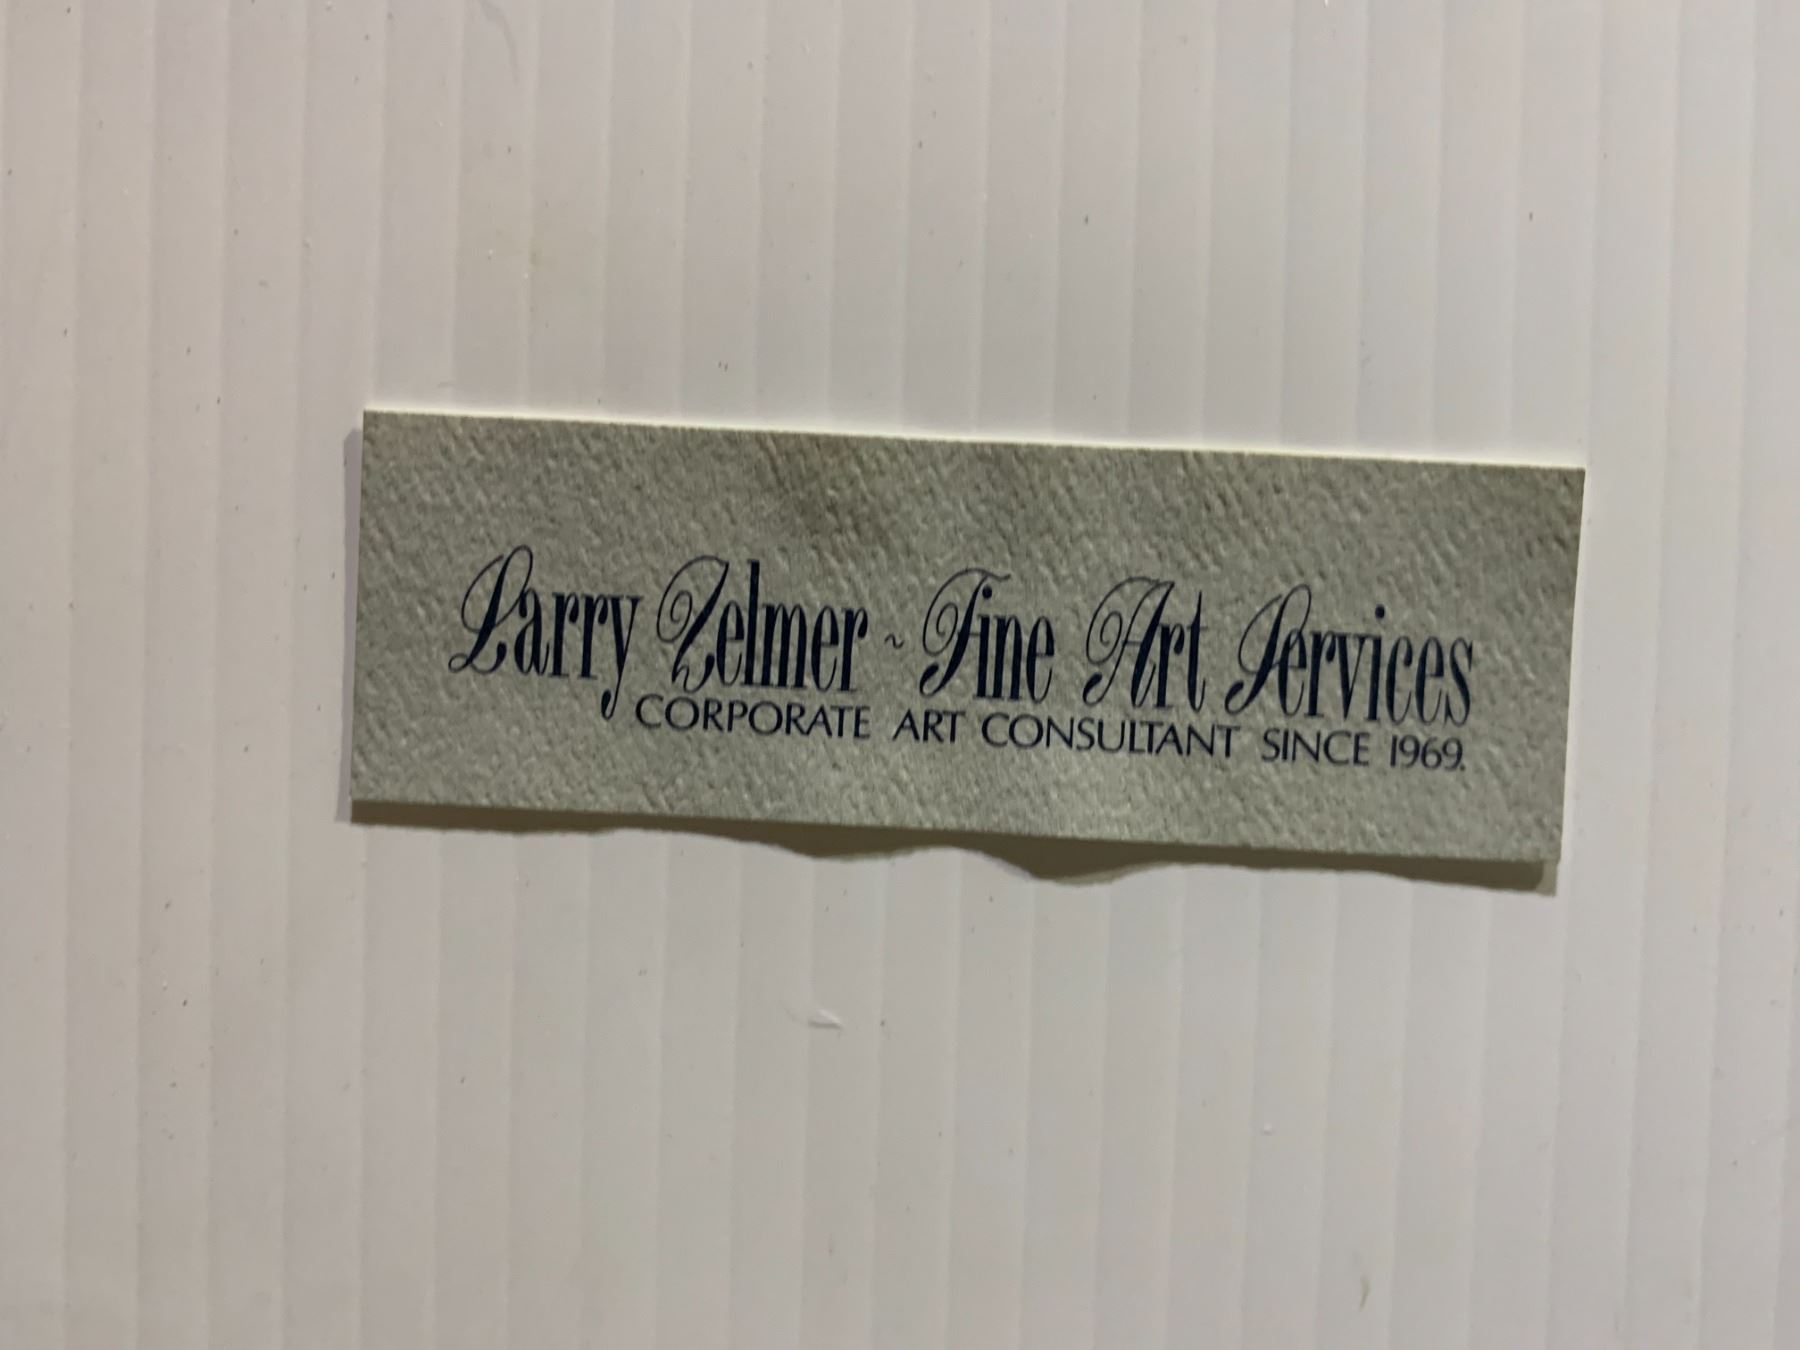 Larry Zelmer ~ Fine Art Services
CORPORATE ART CONSULTANT SINCE 1969.